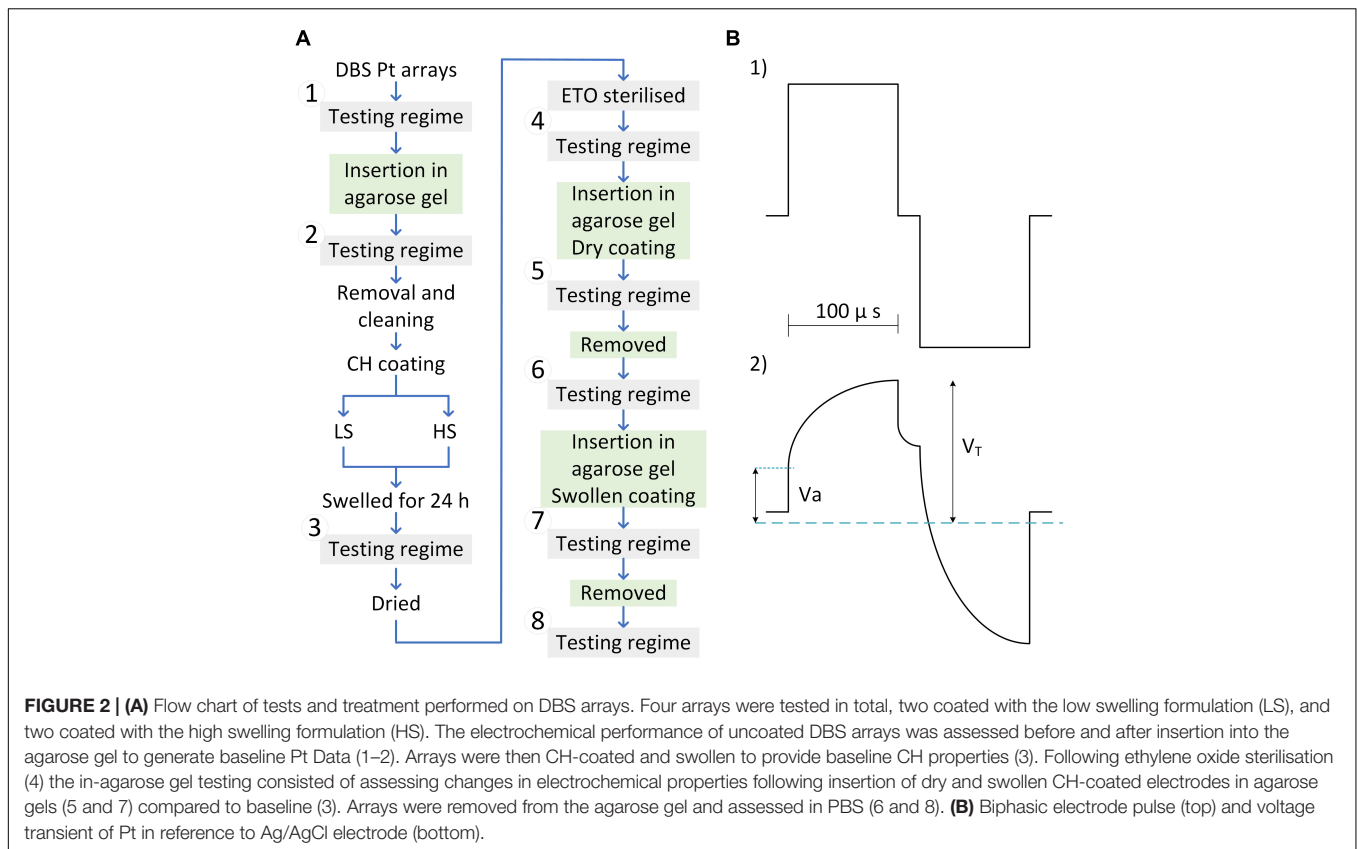 A
DBS Pt arrays
1
Testing regime
Insertion in
agarose gel
2
Testing regime
Removal and
cleaning
CH coating
LS
HS
Swelled for 24 h
3
Testing regime
Dried
ETO sterilised
4
Testing regime
Insertion in
agarose gel
Dry coating
5
Testing regime
Removed
6
Testing regime
Insertion in
agarose gel
Swollen coating
7
Testing regime
Removed
8
Testing regime
B
1)
100 µ s
2)
Va
VT
FIGURE 2 | (A) Flow chart of tests and treatment performed on DBS arrays. Four arrays were tested in total, two coated with the low swelling formulation (LS), and
two coated with the high swelling formulation (HS). The electrochemical performance of uncoated DBS arrays was assessed before and after insertion into the
agarose gel to generate baseline Pt Data (1–2). Arrays were then CH-coated and swollen to provide baseline CH properties (3). Following ethylene oxide sterilisation
(4) the in-agarose gel testing consisted of assessing changes in electrochemical properties following insertion of dry and swollen CH-coated electrodes in agarose
gels (5 and 7) compared to baseline (3). Arrays were removed from the agarose gel and assessed in PBS (6 and 8). (B) Biphasic electrode pulse (top) and voltage
transient of Pt in reference to Ag/AgCl electrode (bottom).